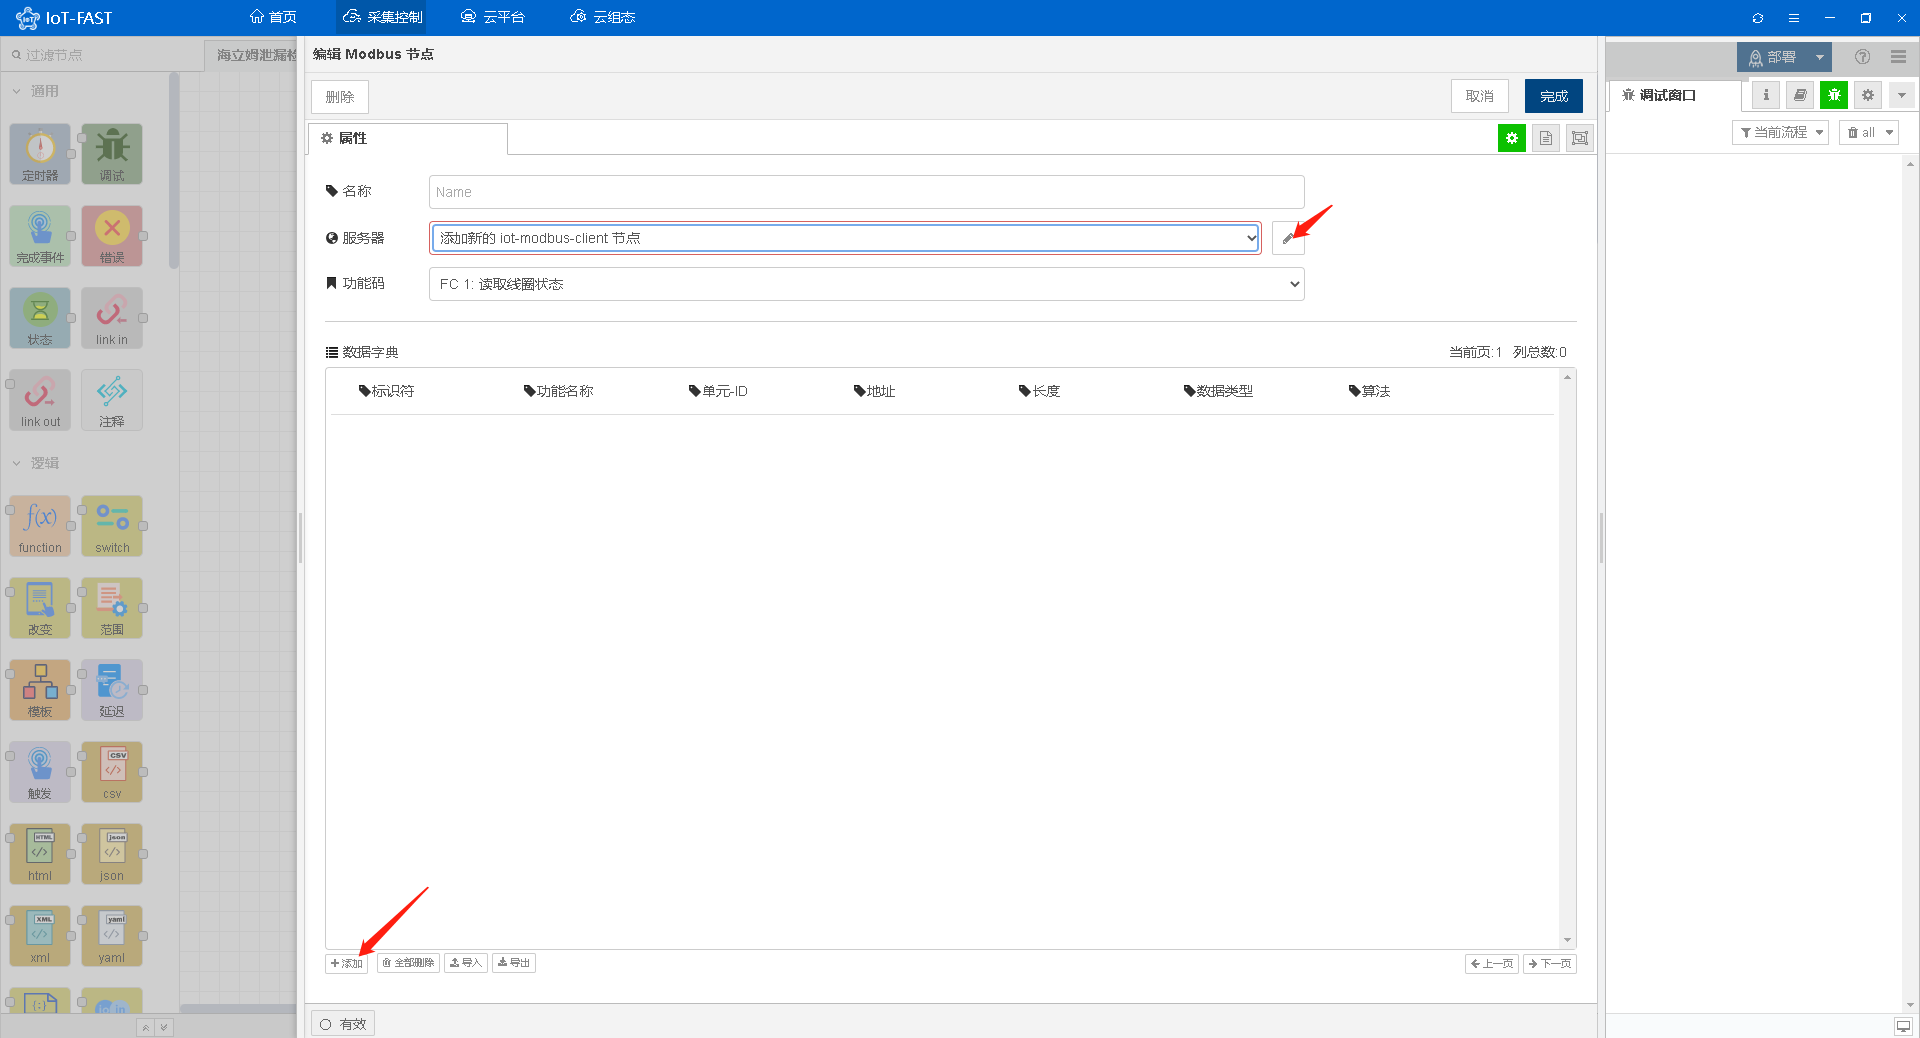 IoT-FAST
首页
采集控制
云平台
云组态
过滤节点
海立姆泄漏检
编辑 Modbus 节点
部署
删除
取消
完成
调试窗口
属性
当前流程
all
通用
定时器
调试
完成事件
错误
状态
link in
link out
注释
逻辑
function
switch
改变
范围
模板
延迟
触发
csv
html
json
xml
yaml
名称
Name
服务器
添加新的 iot-modbus-client 节点
功能码
FC 1: 读取线圈状态
数据字典
当前页:1 列总数:0
标识符
功能名称
单元-ID
地址
长度
数据类型
算法
添加
全部删除
导入
导出
上一页
下一页
有效